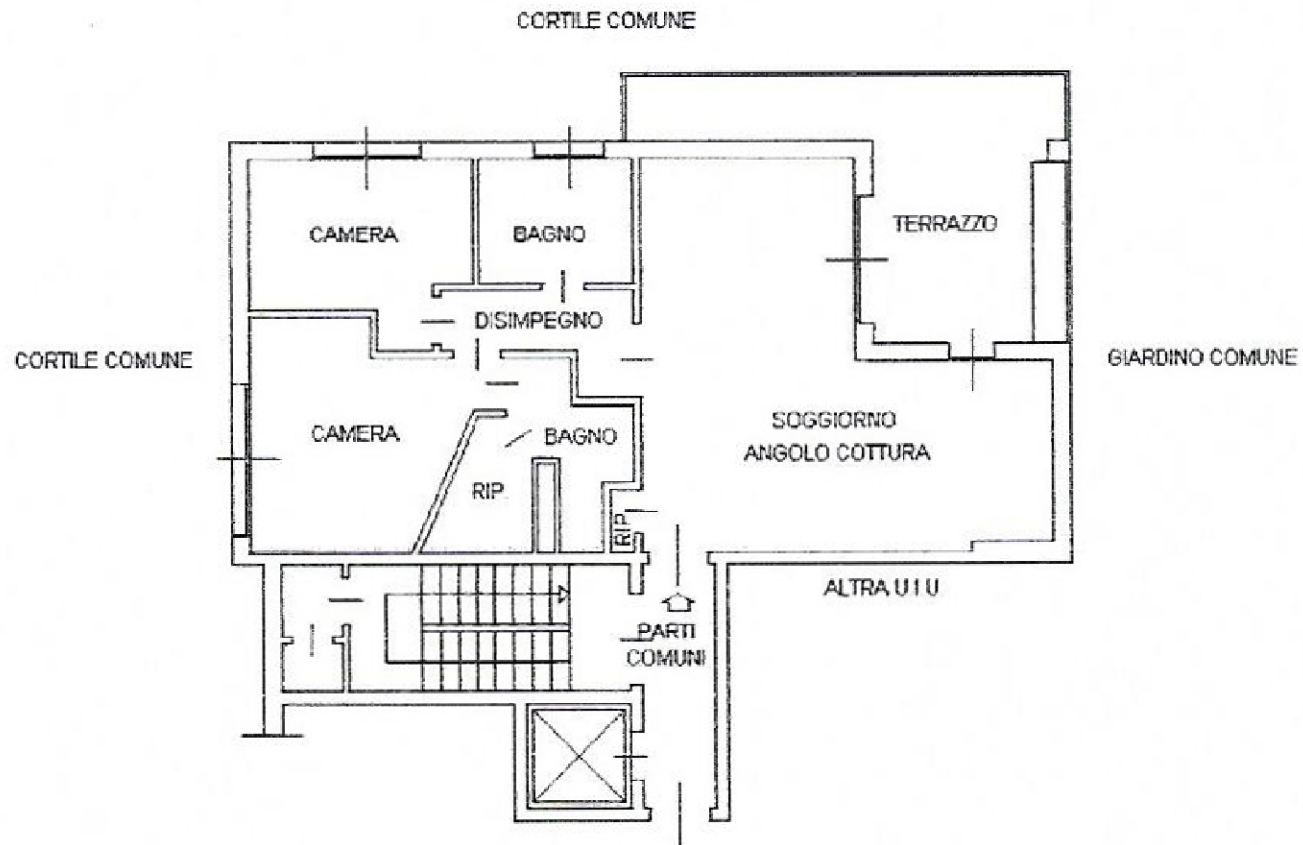 CORTILE COMUNE
TERRAZZO
CAMERA
BAGNO
DISIMPEGNO
CORTILE COMUNE
GIARDINO COMUNE
SOGGIORNO
ANGOLO COTTURA
CAMERA
BAGNO
RIP.
RIP
ALTRA U I U
PARTI
COMUNI